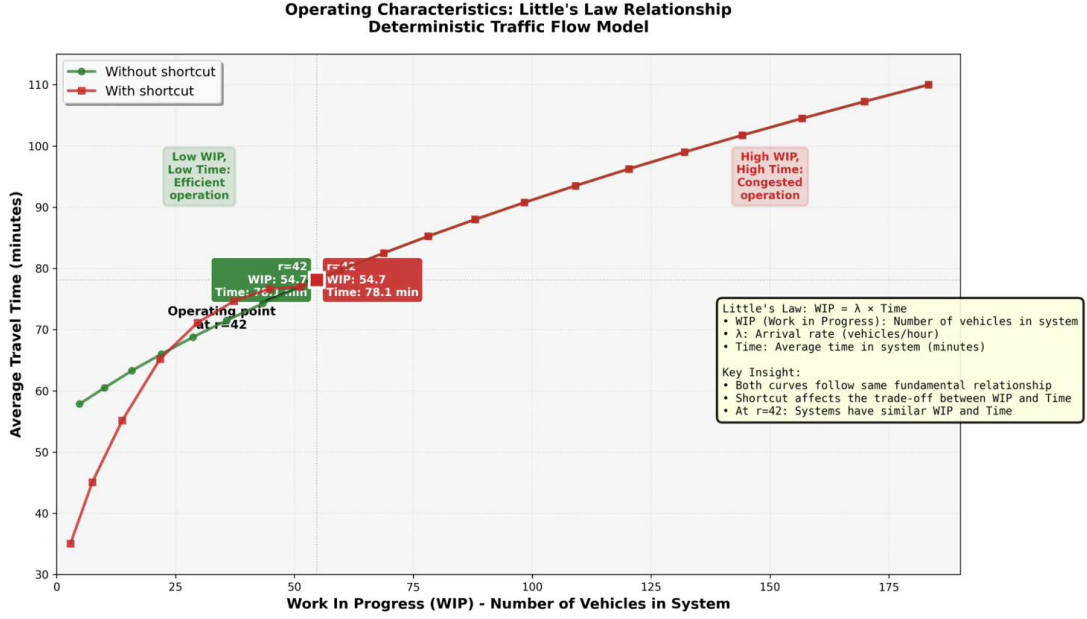 Operating Characteristics: Little's Law Relationship
Deterministic Traffic Flow Model
Without shortcut
With shortcut
Low WIP,
Low Time:
Efficient
operation
High WIP,
High Time:
Congested
operation
r=42
WIP: 54.7
Time: 78.1 min
r=42
WIP: 54.7
Time: 78.1 min
Operating point
at r=42
Little's Law: WIP = λ × Time
• WIP (Work in Progress): Number of vehicles in system
• λ: Arrival rate (vehicles/hour)
• Time: Average time in system (minutes)
Key Insight:
• Both curves follow same fundamental relationship
• Shortcut affects the trade-off between WIP and Time
• At r=42: Systems have similar WIP and Time
Average Travel Time (minutes)
110
100
90
80
70
60
50
40
30
0 25 50 75 100 125 150 175
Work In Progress (WIP) - Number of Vehicles in System